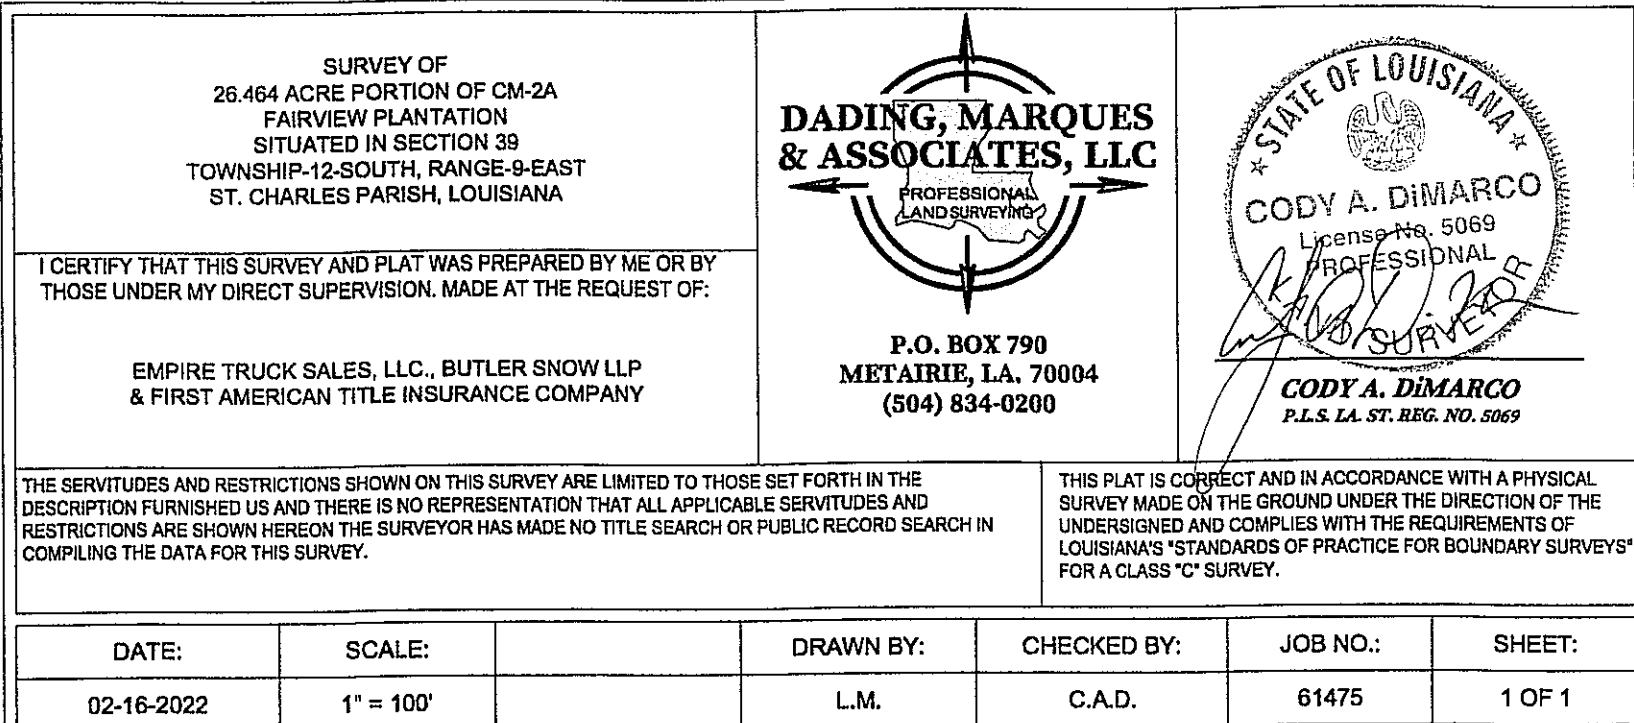 SURVEY OF
26.464 ACRE PORTION OF CM-2A
FAIRVIEW PLANTATION
SITUATED IN SECTION 39
TOWNSHIP-12-SOUTH, RANGE-9-EAST
ST. CHARLES PARISH, LOUISIANA
I CERTIFY THAT THIS SURVEY AND PLAT WAS PREPARED BY ME OR BY
THOSE UNDER MY DIRECT SUPERVISION. MADE AT THE REQUEST OF:
EMPIRE TRUCK SALES, LLC., BUTLER SNOW LLP
& FIRST AMERICAN TITLE INSURANCE COMPANY
DADING, MARQUES
& ASSOCIATES, LLC
PROFESSIONAL
LAND SURVEYING
P.O. BOX 790
METAIRIE, LA. 70004
(504) 834-0200
STATE OF LOUISIANA
CODY A. DiMARCO
License No. 5069
PROFESSIONAL
LAND SURVEYOR
CODY A. DiMARCO
P.L.S. LA. ST. REG. NO. 5069
THE SERVITUDES AND RESTRICTIONS SHOWN ON THIS SURVEY ARE LIMITED TO THOSE SET FORTH IN THE
DESCRIPTION FURNISHED US AND THERE IS NO REPRESENTATION THAT ALL APPLICABLE SERVITUDES AND
RESTRICTIONS ARE SHOWN HEREON THE SURVEYOR HAS MADE NO TITLE SEARCH OR PUBLIC RECORD SEARCH IN
COMPILING THE DATA FOR THIS SURVEY.
THIS PLAT IS CORRECT AND IN ACCORDANCE WITH A PHYSICAL
SURVEY MADE ON THE GROUND UNDER THE DIRECTION OF THE
UNDERSIGNED AND COMPLIES WITH THE REQUIREMENTS OF
LOUISIANA'S "STANDARDS OF PRACTICE FOR BOUNDARY SURVEYS"
FOR A CLASS "C" SURVEY.
DATE: SCALE: DRAWN BY: CHECKED BY: JOB NO.: SHEET:
02-16-2022 1" = 100' L.M. C.A.D. 61475 1 OF 1